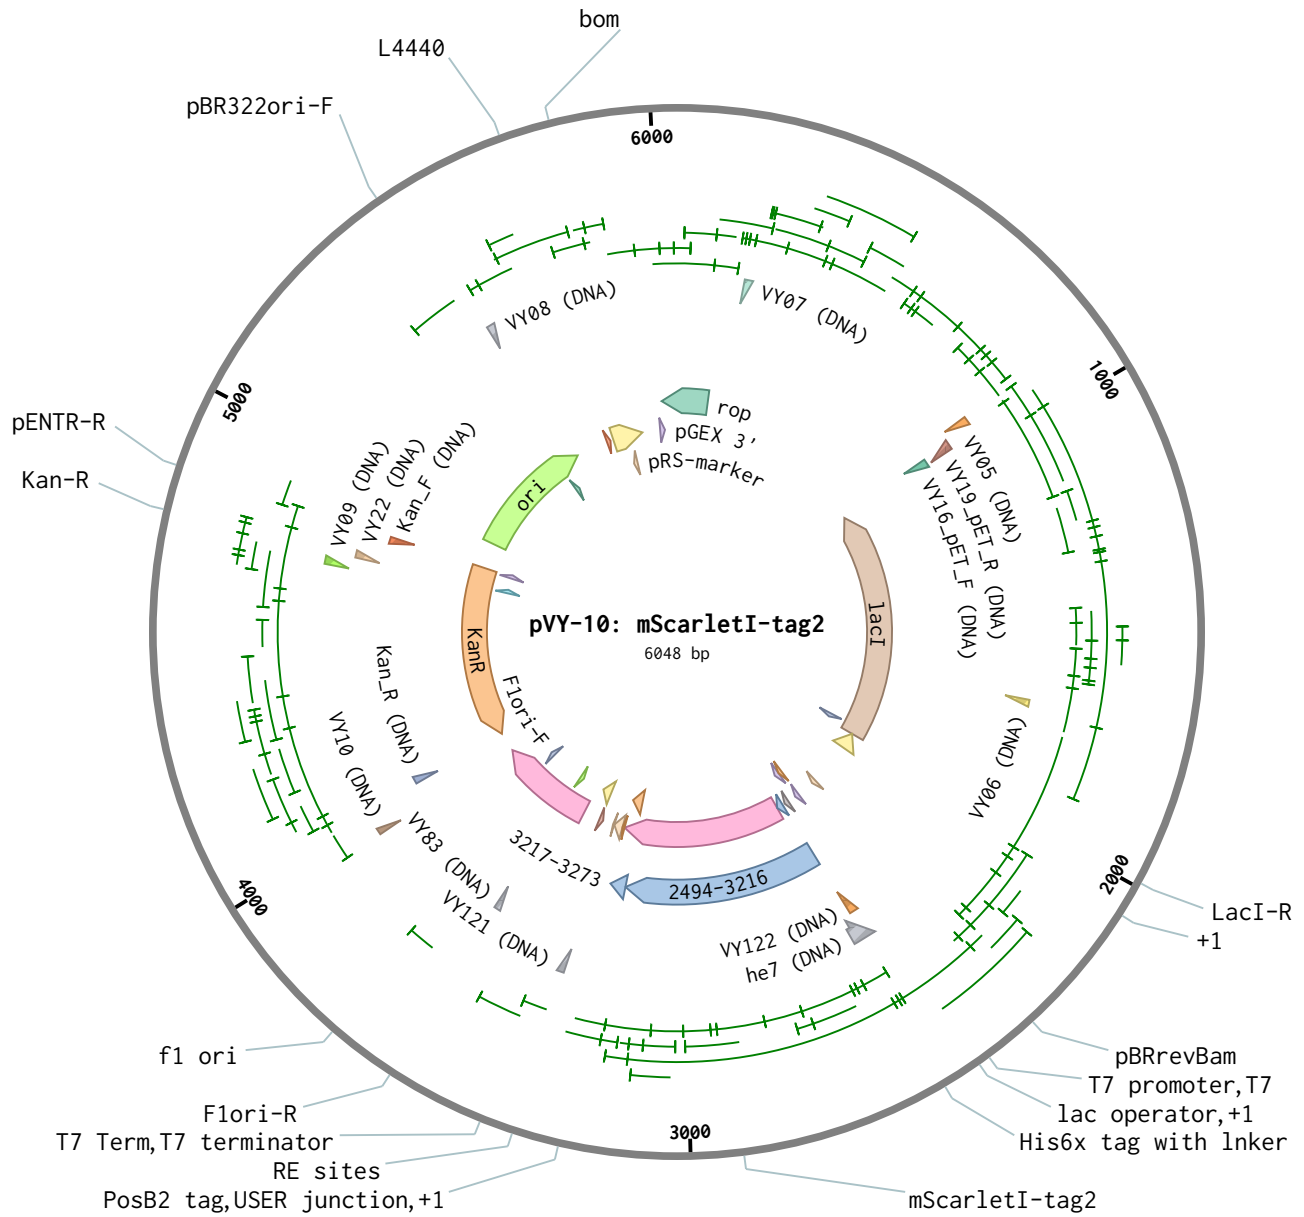 bom
L4440
pBR322ori-F
6000
VY08 (DNA)
VY07 (DNA)
1000
5000
pENTR-R
Kan-R
rop
pGEX 3'
pRS-marker
ori
VY09 (DNA)
VY22 (DNA)
Kan_F (DNA)
VY05 (DNA)
VY19_pET_R (DNA)
VY16_pET_F (DNA)
lacI
KanR
pVY-10: mScarletI-tag2
6048 bp
F1ori-F
Kan_R (DNA)
VY10 (DNA)
VY06 (DNA)
VY83 (DNA)
VY121 (DNA)
3217-3273
2494-3216
VY122 (DNA)
he7 (DNA)
2000
4000
LacI-R
+1
3000
f1 ori
F1ori-R
T7 Term,T7 terminator
RE sites
PosB2 tag,USER junction,+1
pBRrevBam
T7 promoter,T7
lac operator,+1
His6x tag with lnker
mScarletI-tag2